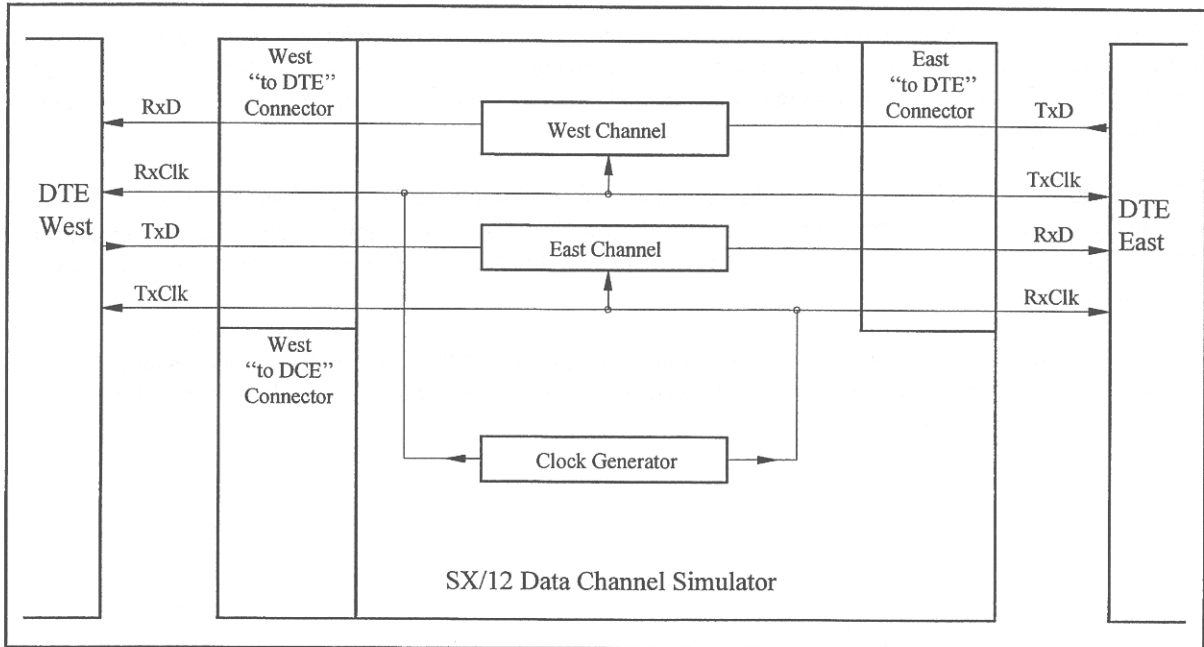 West
“to DTE”
Connector
East
“to DTE”
Connector
RxD
West Channel
TxD
RxClk
TxClk
DTE
West
DTE
East
TxD
East Channel
RxD
TxClk
RxClk
West
“to DCE”
Connector
Clock Generator
SX/12 Data Channel Simulator